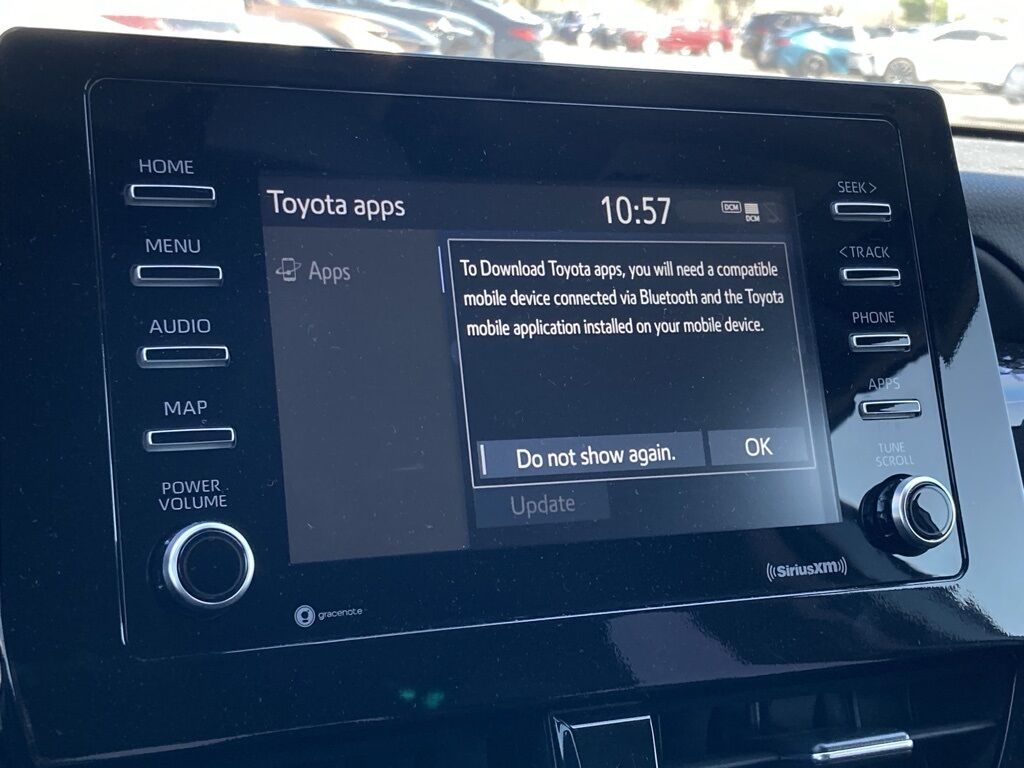 HOME
MENU
AUDIO
MAP
POWER
VOLUME
Toyota apps
10:57
DCM
DCM
Apps
To Download Toyota apps, you will need a compatible
mobile device connected via Bluetooth and the Toyota
mobile application installed on your mobile device.
Do not show again.
OK
Update
SEEK >
< TRACK
PHONE
APPS
TUNE
SCROLL
gracenote
SiriusXM